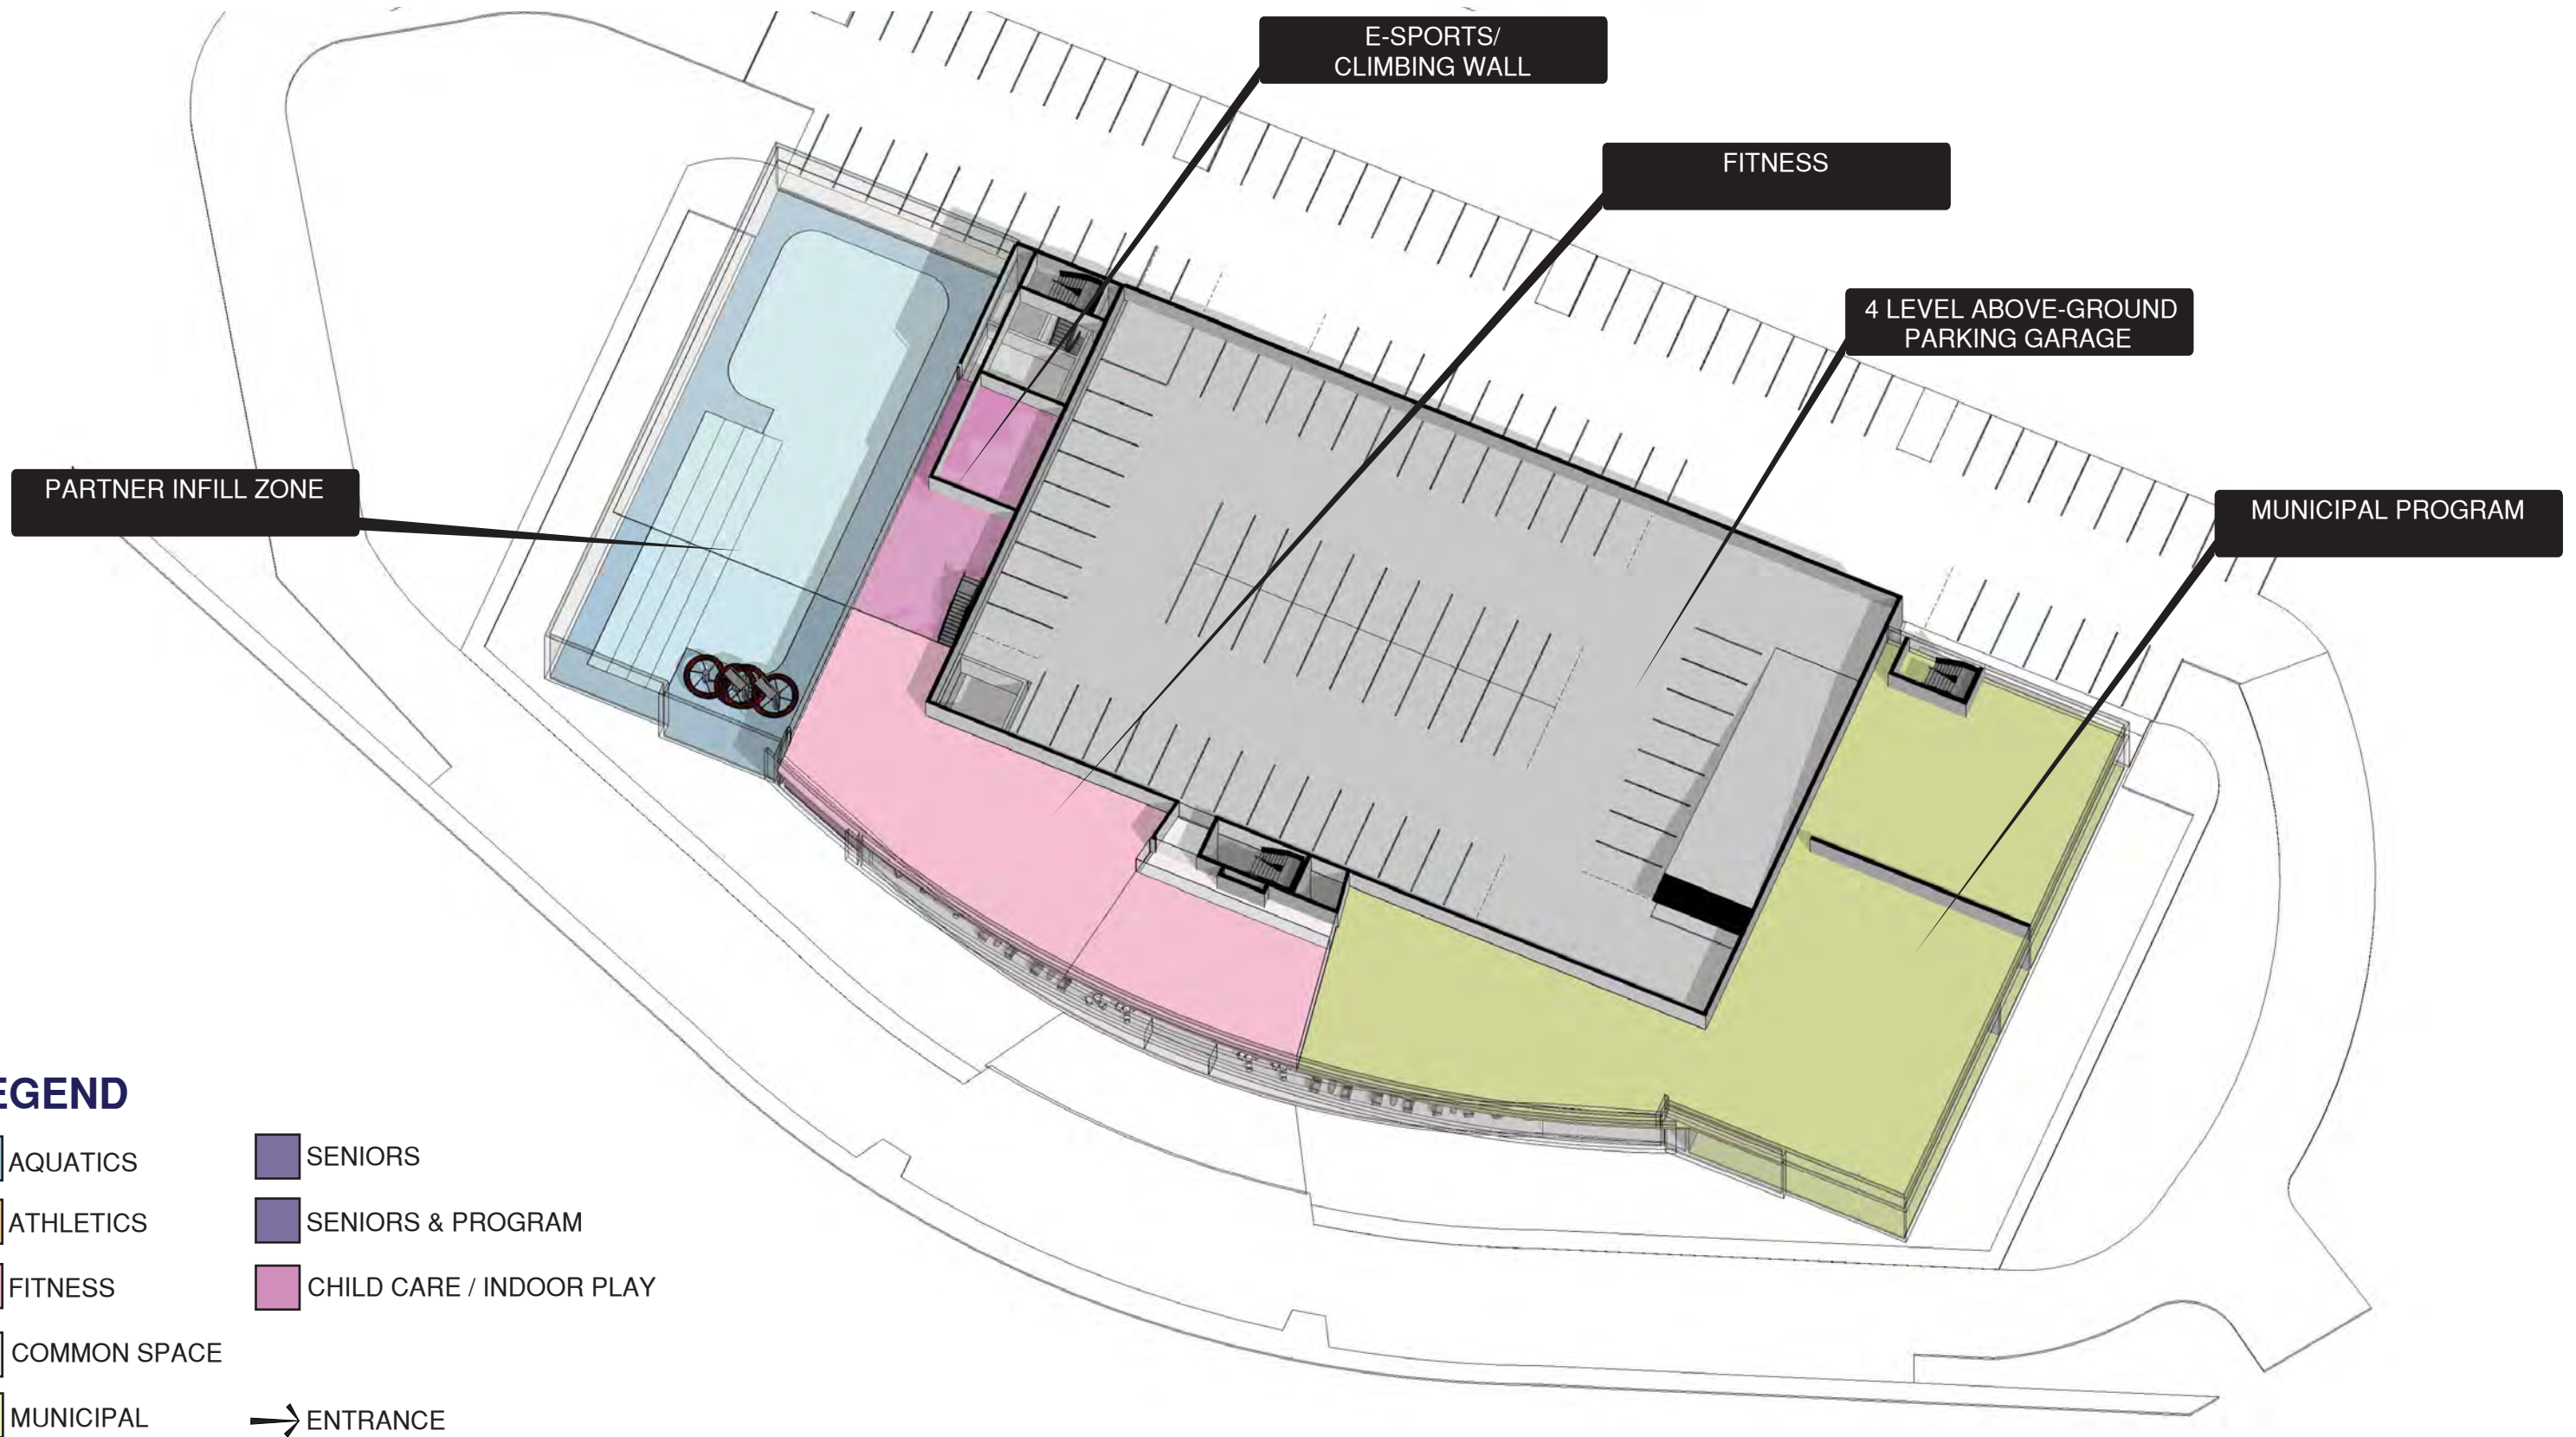 E-SPORTS/
CLIMBING WALL
FITNESS
4 LEVEL ABOVE-GROUND
PARKING GARAGE
PARTNER INFILL ZONE
MUNICIPAL PROGRAM
EGEND
AQUATICS
ATHLETICS
FITNESS
COMMON SPACE
MUNICIPAL
SENIORS
SENIORS & PROGRAM
CHILD CARE / INDOOR PLAY
ENTRANCE